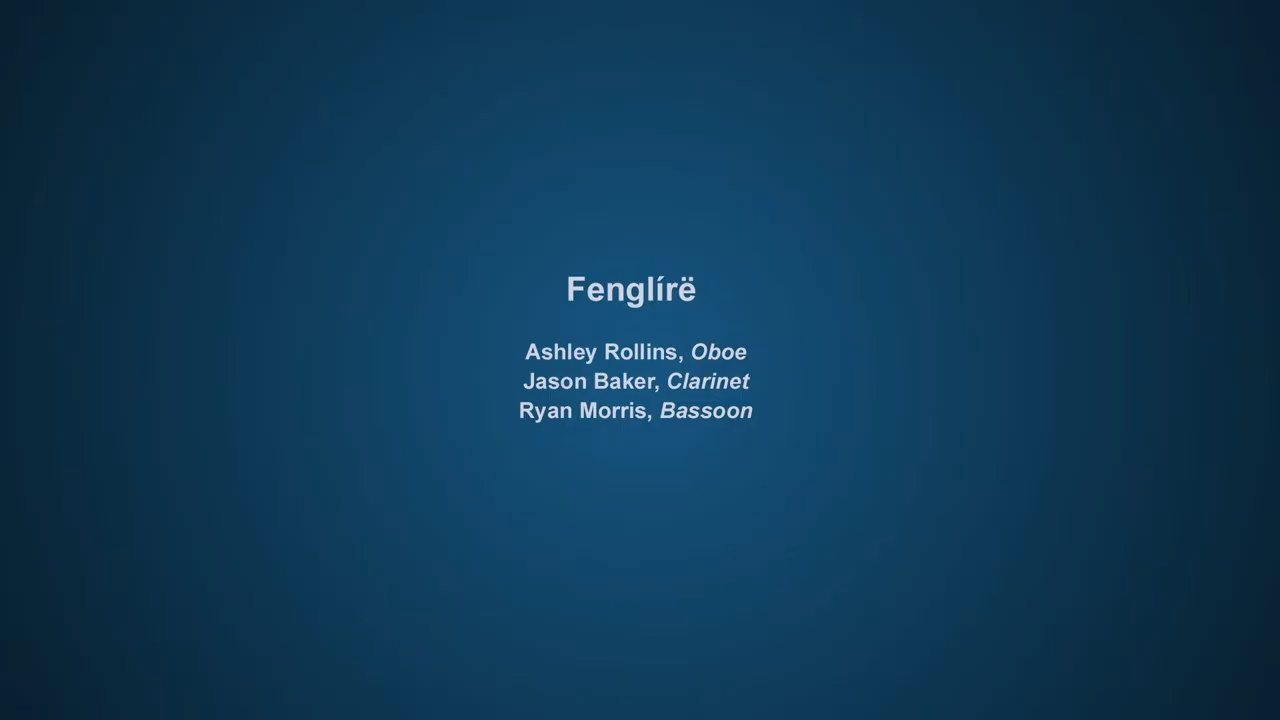 Fenglírë
Ashley Rollins, Oboe
Jason Baker, Clarinet
Ryan Morris, Bassoon